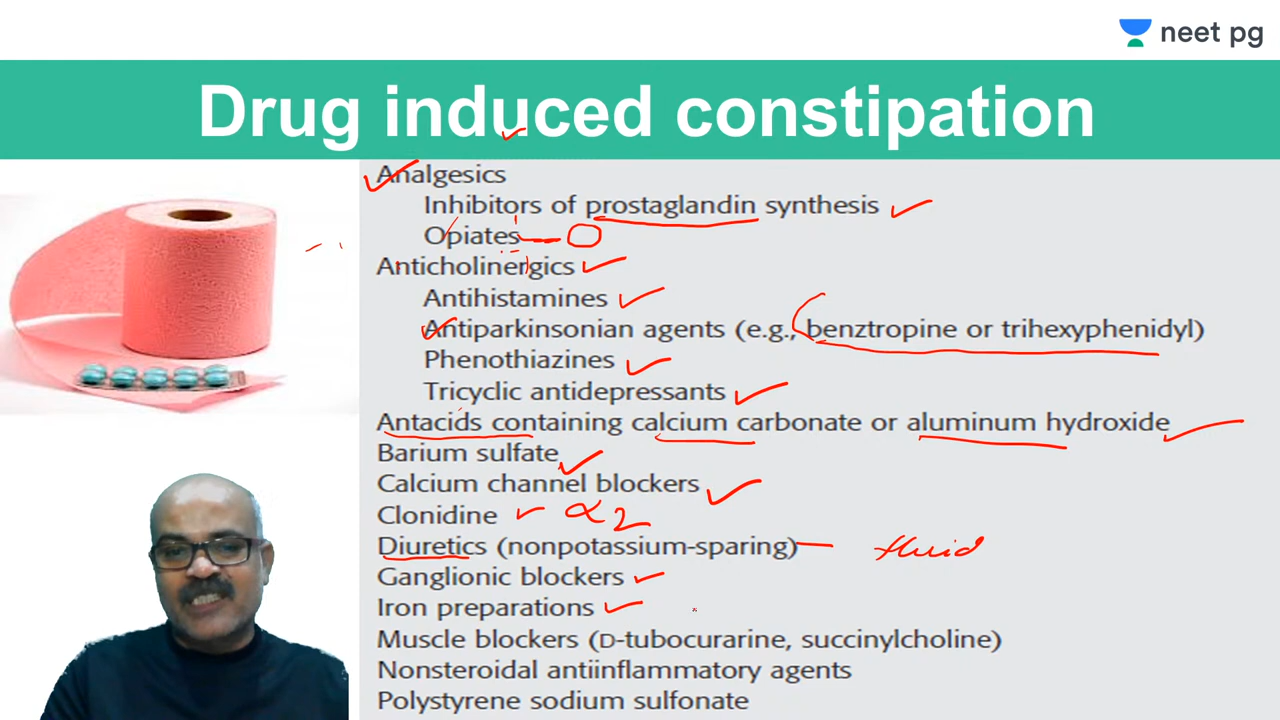 neet pg
Drug induced constipation
Analgesics
Inhibitors of prostaglandin synthesis
Opiates
Anticholinergics
Antihistamines
Antiparkinsonian agents (e.g., benztropine or trihexyphenidyl)
Phenothiazines
Tricyclic antidepressants
Antacids containing calcium carbonate or aluminum hydroxide
Barium sulfate
Calcium channel blockers
Clonidine α2
Diuretics (nonpotassium-sparing) — fluid
Ganglionic blockers
Iron preparations
Muscle blockers (D-tubocurarine, succinylcholine)
Nonsteroidal antiinflammatory agents
Polystyrene sodium sulfonate